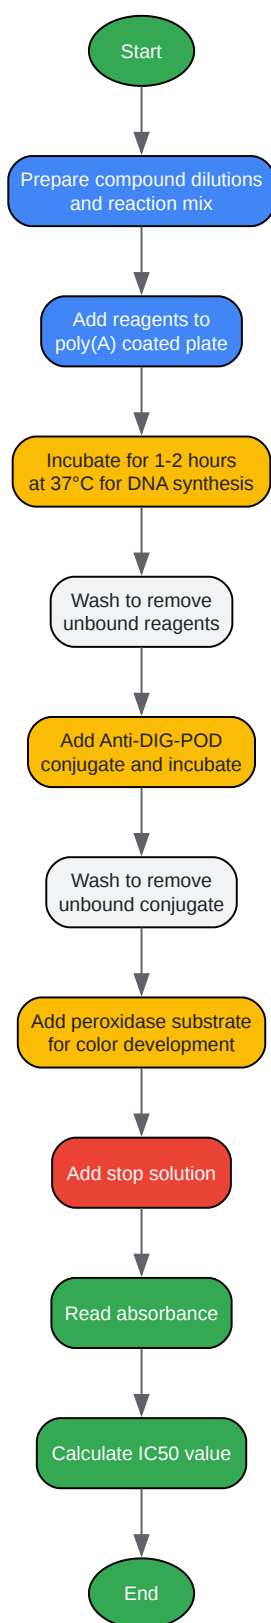 Start
Prepare compound dilutions
and reaction mix
Add reagents to
poly(A) coated plate
Incubate for 1-2 hours
at 37°C for DNA synthesis
Wash to remove
unbound reagents
Add Anti-DIG-POD
conjugate and incubate
Wash to remove
unbound conjugate
Add peroxidase substrate
for color development
Add stop solution
Read absorbance
Calculate IC50 value
End